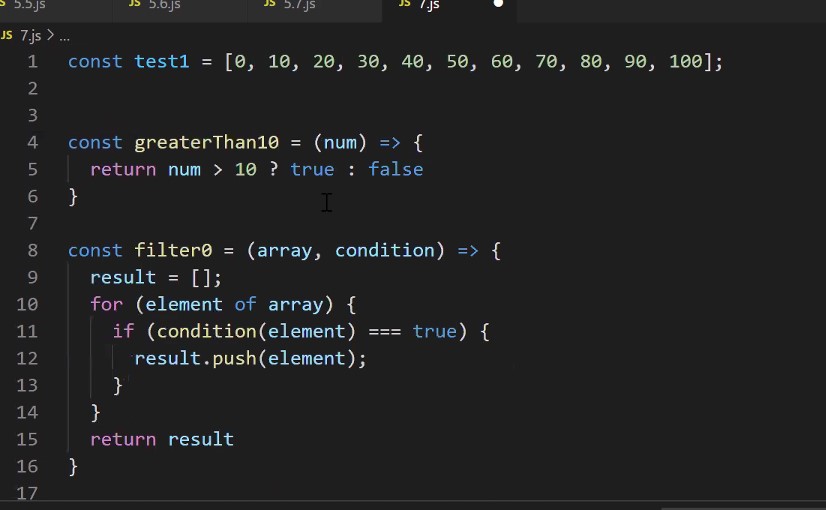 JS 5.5.js JS 5.6.js JS 5.7.js JS 7.js
JS 7.js > ...
1 const test1 = [0, 10, 20, 30, 40, 50, 60, 70, 80, 90, 100];
2
3
4 const greaterThan10 = (num) => {
5 return num > 10 ? true : false
6 }
7
8 const filter0 = (array, condition) => {
9 result = [];
10 for (element of array) {
11 if (condition(element) === true) {
12 result.push(element);
13 }
14 }
15 return result
16 }
17